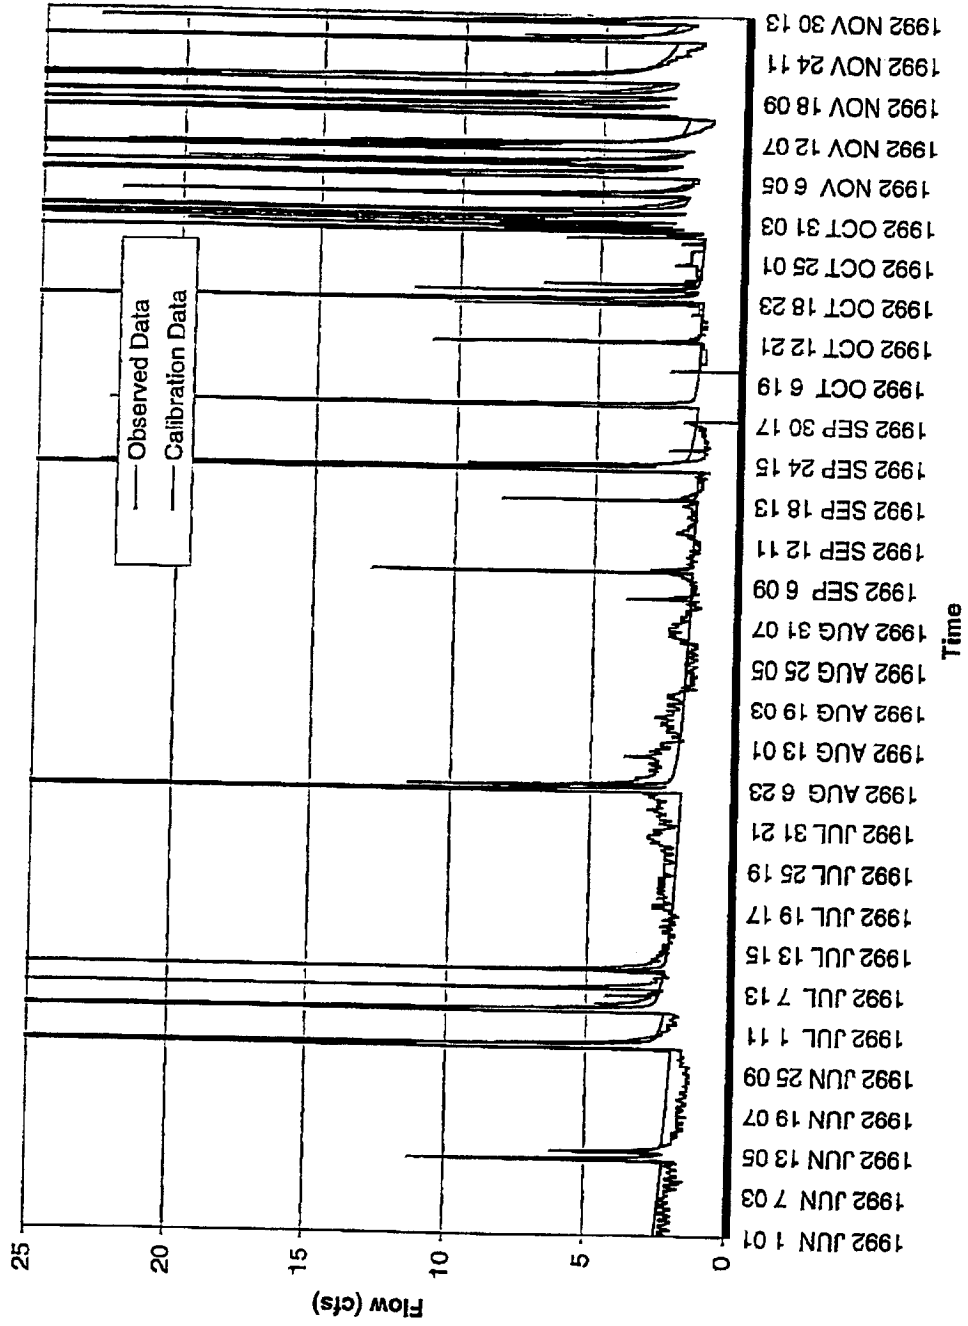 Flow (cfs)
25
20
15
10
5
0
Observed Data
Calibration Data
1992 JUN 1 01
1992 JUN 7 03
1992 JUN 13 05
1992 JUN 19 07
1992 JUN 25 09
1992 JUL 1 11
1992 JUL 7 13
1992 JUL 13 15
1992 JUL 19 17
1992 JUL 25 19
1992 JUL 31 21
1992 AUG 6 23
1992 AUG 13 01
1992 AUG 19 03
1992 AUG 25 05
1992 AUG 31 07
1992 SEP 6 09
1992 SEP 12 11
1992 SEP 18 13
1992 SEP 24 15
1992 SEP 30 17
1992 OCT 6 19
1992 OCT 12 21
1992 OCT 18 23
1992 OCT 25 01
1992 OCT 31 03
1992 NOV 6 05
1992 NOV 12 07
1992 NOV 18 09
1992 NOV 24 11
1992 NOV 30 13
Time